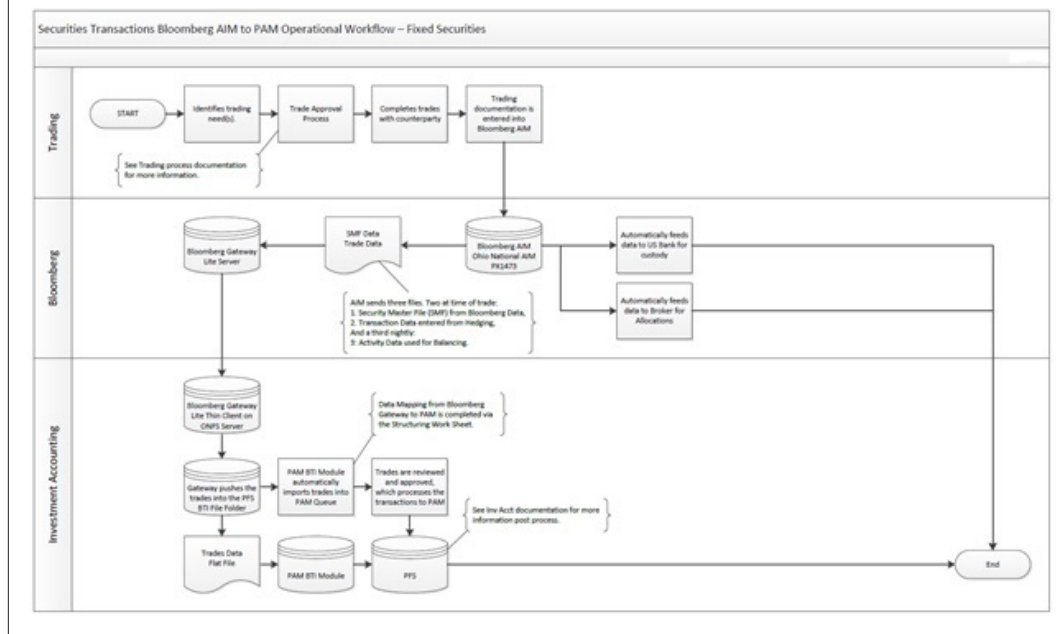 Securities Transactions Bloomberg AIM to PAM Operational Workflow – Fixed Securities
Trading
START
Identifies trading
need(s).
Trade Approval
Process
Completes trades
with counterparty
Trading
documentation is
entered into
Bloomberg AIM
See Trading process documentation
for more information.
Bloomberg
Bloomberg Gateway
Lite Server
SMF Data
Trade Data
Bloomberg AIM
Ohio National AIM
PX1473
Automatically feeds
data to US Bank for
custody
Automatically feeds
data to Broker for
Allocations
AIM sends three files. Two at time of trade:
1. Security Master File (SMF) from Bloomberg Data,
2. Transaction Data entered from Hedging,
And a third nightly:
3: Activity Data used for Balancing.
Investment Accounting
Bloomberg Gateway
Lite Thin Client on
ONFS Server
Data Mapping from Bloomberg
Gateway to PAM is completed via
the Structuring Work Sheet.
Gateway pushes the
trades into the PFS
BTI File Folder
PAM BTI Module
automatically
imports trades into
PAM Queue
Trades are reviewed
and approved,
which processes the
transactions to PAM
See Inv Acct documentation for more
information post process.
Trades Data
Flat File
PAM BTI Module
PFS
End